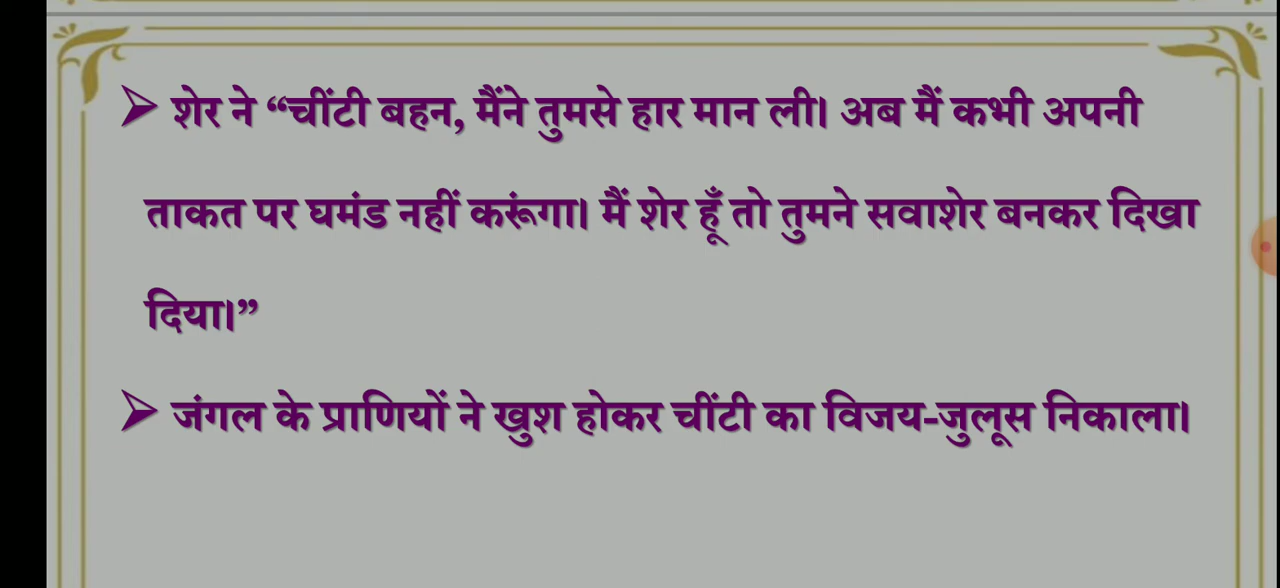 ➢ शेर ने “चींटी बहन, मैंने तुमसे हार मान ली। अब मैं कभी अपनी
ताकत पर घमंड नहीं करूंगा। मैं शेर हूँ तो तुमने सवाशेर बनकर दिखा
दिया।”
➢ जंगल के प्राणियों ने खुश होकर चींटी का विजय-जुलूस निकाला।